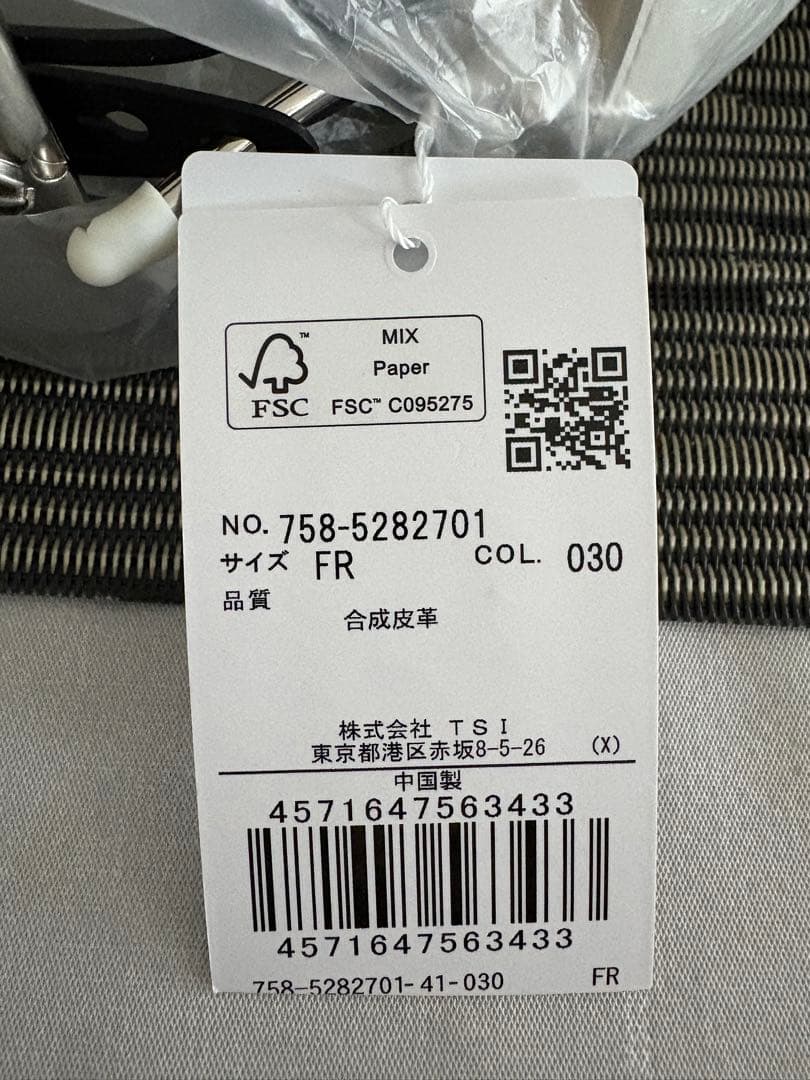 MIX
Paper
FSC™ C095275
™
FSC
NO. 758-5282701
サイズ FR COL. 030
品質
合成皮革
株式会社 TSI
東京都港区赤坂8-5-26 (X)
中国製
4571647563433
4571647563433
758-5282701-41-030 FR